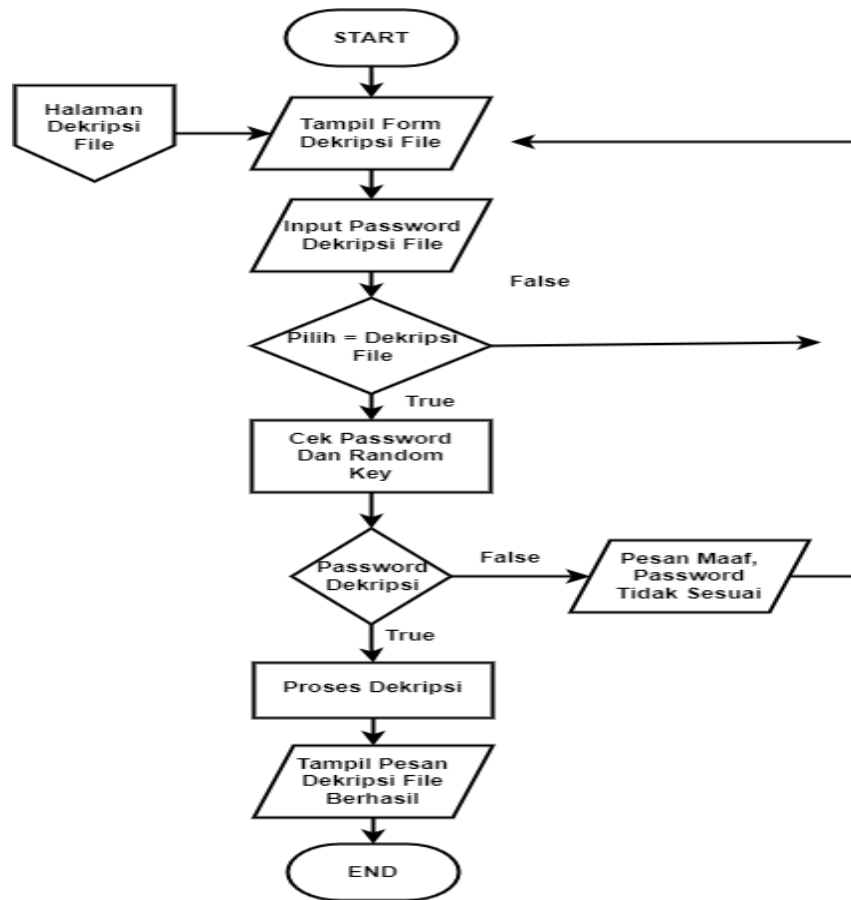 START
Halaman
Dekripsi
File
Tampil Form
Dekripsi File
Input Password
Dekripsi File
False
Pilih = Dekripsi
File
True
Cek Password
Dan Random
Key
Password
Dekripsi
False
Pesan Maaf,
Password
Tidak Sesuai
True
Proses Dekripsi
Tampil Pesan
Dekripsi File
Berhasil
END